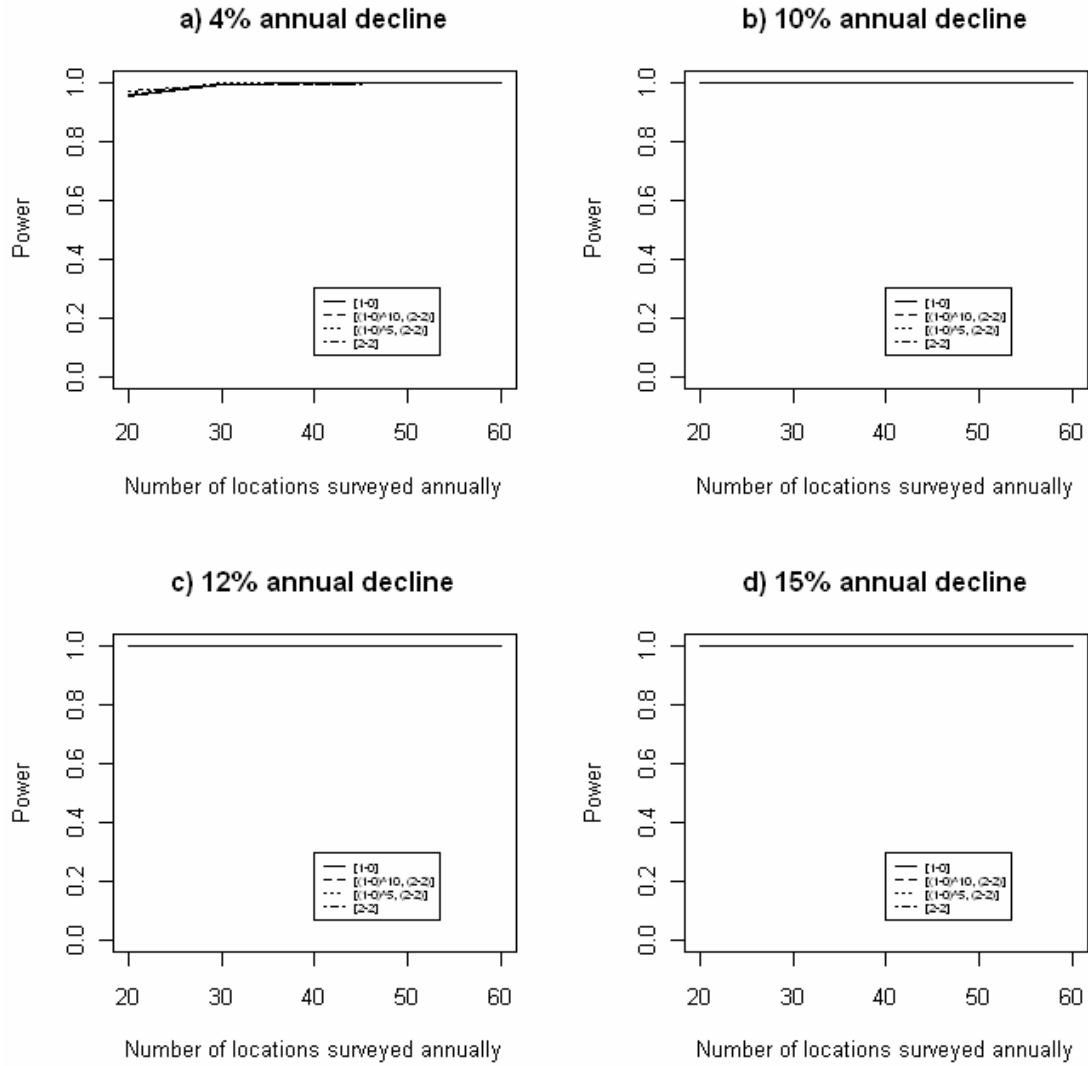 a) 4% annual decline
Power
1.0
0.8
0.6
0.4
0.2
0.0
[1-0]
[(1-0)^10, (2-2)]
[(1-0)^5, (2-2)]
[2-2]
20 30 40 50 60
Number of locations surveyed annually
b) 10% annual decline
Power
1.0
0.8
0.6
0.4
0.2
0.0
[1-0]
[(1-0)^10, (2-2)]
[(1-0)^5, (2-2)]
[2-2]
20 30 40 50 60
Number of locations surveyed annually
c) 12% annual decline
Power
1.0
0.8
0.6
0.4
0.2
0.0
[1-0]
[(1-0)^10, (2-2)]
[(1-0)^5, (2-2)]
[2-2]
20 30 40 50 60
Number of locations surveyed annually
d) 15% annual decline
Power
1.0
0.8
0.6
0.4
0.2
0.0
[1-0]
[(1-0)^10, (2-2)]
[(1-0)^5, (2-2)]
[2-2]
20 30 40 50 60
Number of locations surveyed annually